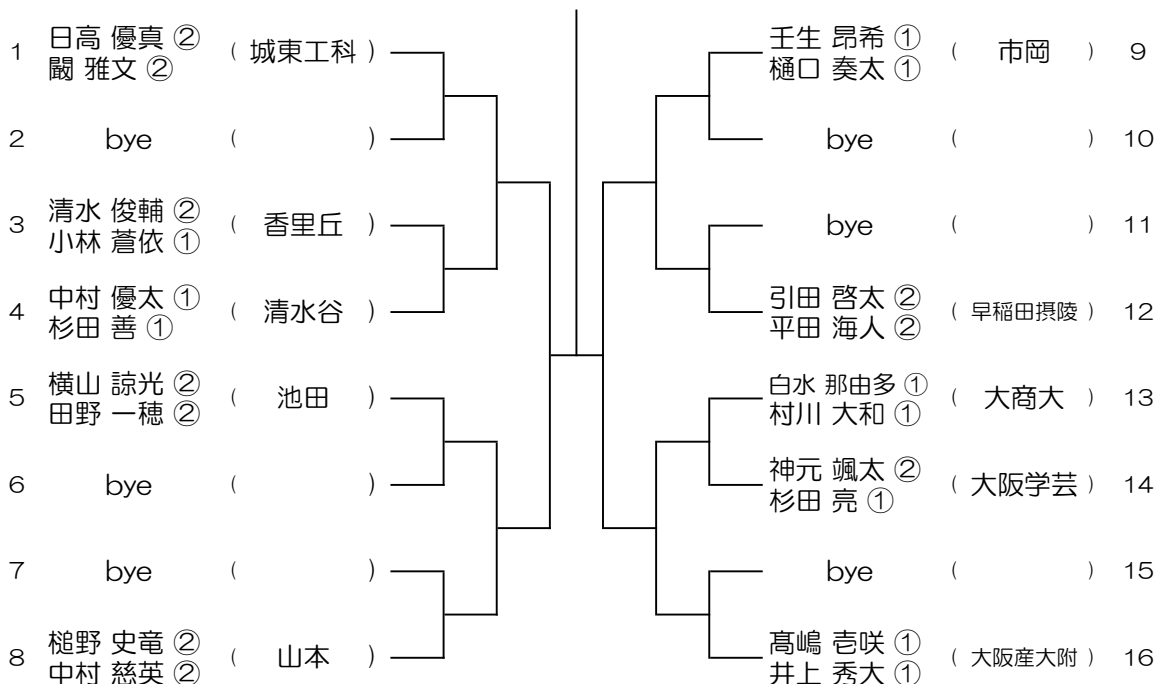 1 日高 優真 ② ( 城東工科 )
闞 雅文 ②
2 bye ( )
3 清水 俊輔 ② ( 香里丘 )
小林 蒼依 ①
4 中村 優太 ① ( 清水谷 )
杉田 善 ①
5 横山 諒光 ② ( 池田 )
田野 一穂 ②
6 bye ( )
7 bye ( )
8 槌野 史竜 ② ( 山本 )
中村 慈英 ②
壬生 昂希 ① ( 市岡 ) 9
樋口 奏太 ①
bye ( ) 10
bye ( ) 11
引田 啓太 ② ( 早稲田摂陵 ) 12
平田 海人 ②
白水 那由多 ① ( 大商大 ) 13
村川 大和 ①
神元 颯太 ② ( 大阪学芸 ) 14
杉田 亮 ①
bye ( ) 15
髙嶋 壱咲 ① ( 大阪産大附 ) 16
井上 秀大 ①